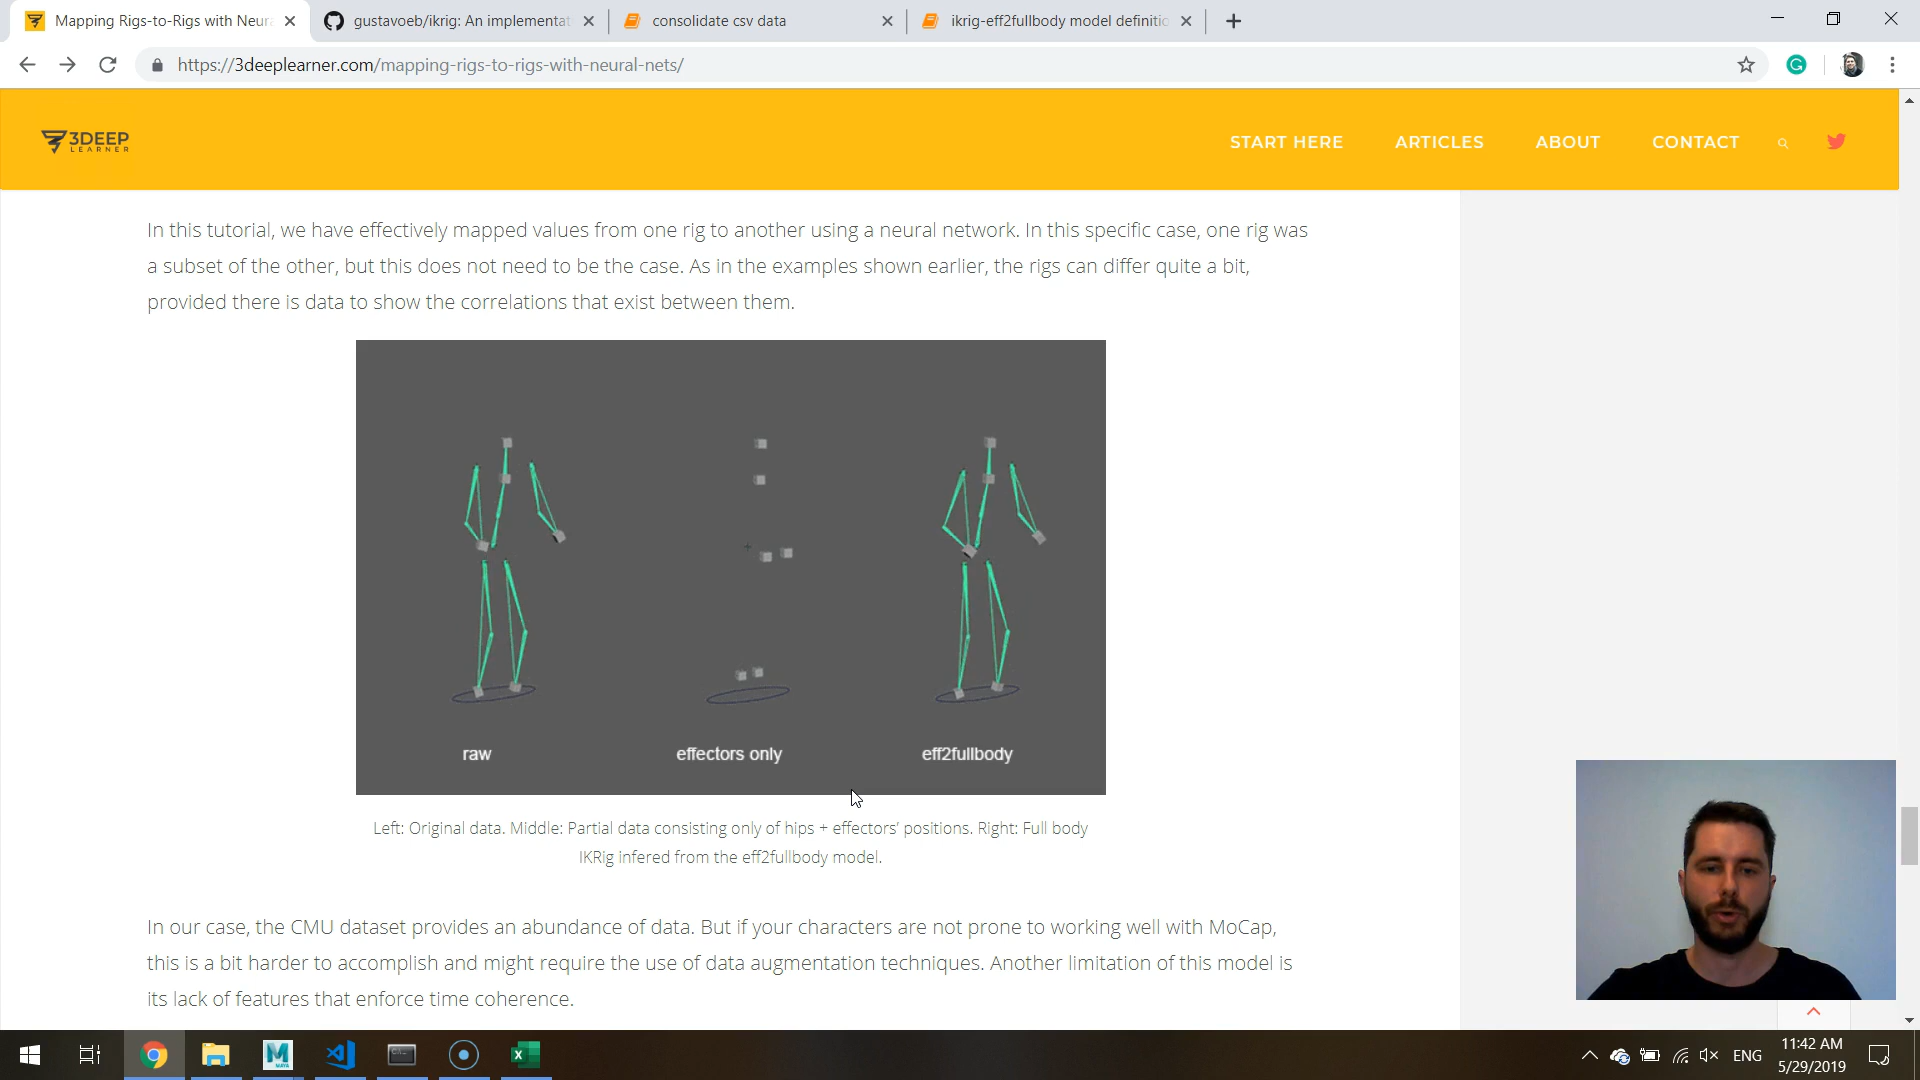 Mapping Rigs-to-Rigs with Neura
gustavoeb/ikrig: An implementat
consolidate csv data
ikrig-eff2fullbody model definitio
https://3deeplearner.com/mapping-rigs-to-rigs-with-neural-nets/
3DEEP
LEARNER
START HERE
ARTICLES
ABOUT
CONTACT
In this tutorial, we have effectively mapped values from one rig to another using a neural network. In this specific case, one rig was
a subset of the other, but this does not need to be the case. As in the examples shown earlier, the rigs can differ quite a bit,
provided there is data to show the correlations that exist between them.
raw
effectors only
eff2fullbody
Left: Original data. Middle: Partial data consisting only of hips + effectors' positions. Right: Full body
IKRig infered from the eff2fullbody model.
In our case, the CMU dataset provides an abundance of data. But if your characters are not prone to working well with MoCap,
this is a bit harder to accomplish and might require the use of data augmentation techniques. Another limitation of this model is
its lack of features that enforce time coherence.
ENG
11:42 AM
5/29/2019